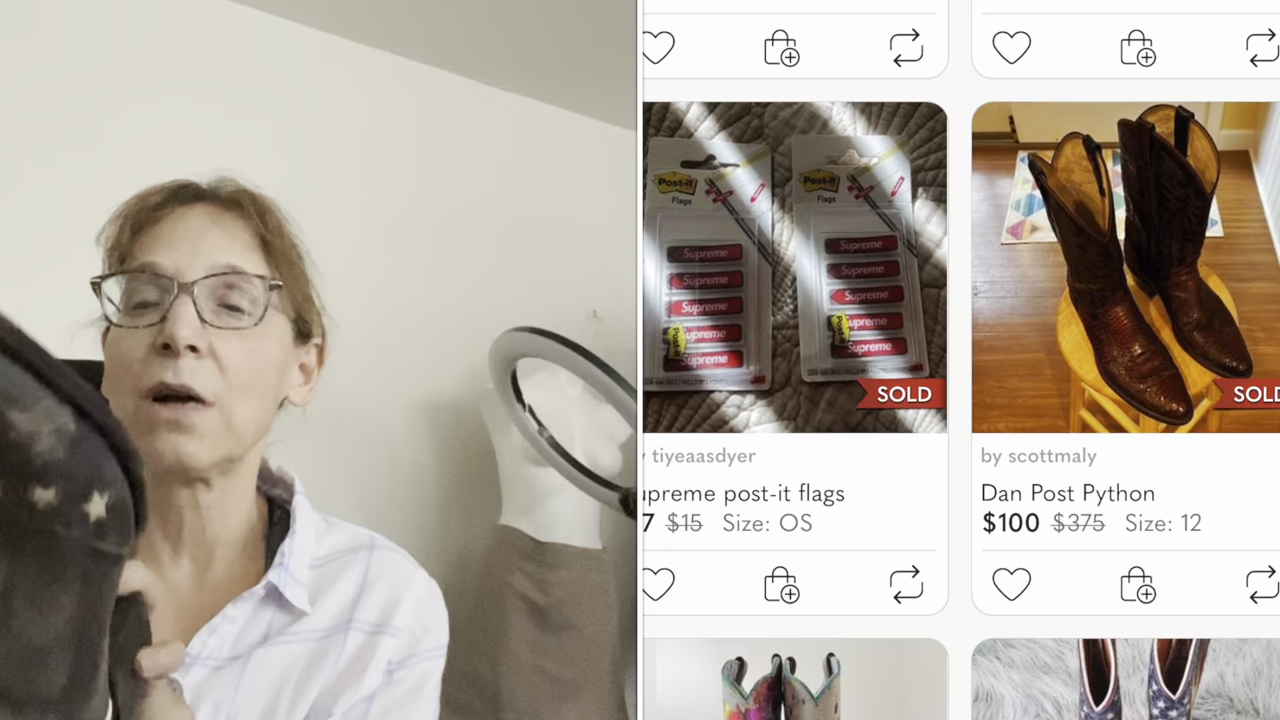 Post-it
Flags
Supreme
Supreme
Supreme
Supreme
Supreme
Post-it
Flags
Supreme
Supreme
Supreme
Supreme
Supreme
SOLD
SOLD
y tiyeaasdyer
upreme post-it flags
7 $15 Size: OS
by scottmaly
Dan Post Python
$100 $375 Size: 12